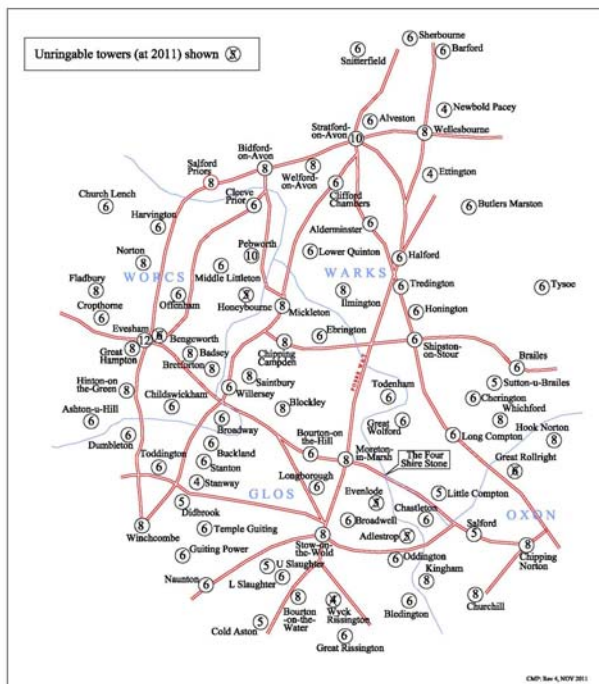 Unringable towers (at 2011) shown
6 Sherbourne
6 Snitterfield
6 Barford
4 Newbold Pacey
6 Alveston
Stratford-
on-Avon
10
8 Wellesbourne
Bidford-
on-Avon
8
Salford
Priors
8
8
Welford-
on-Avon
6
Clifford
Chambers
4 Ettington
Church Lench
6
Cleeve
Prior
6
Harvington
6
Alderminster
6
6 Butlers Marston
Norton
8
Pebworth
10
6 Lower Quinton
6 Halford
WORCS
WARKS
Middle Littleton
6
Fladbury
8
Offenham
6
Honeybourne
8 Mickleton
8
Ilmington
6 Tredington
6 Honington
6 Tysoe
Cropthorne
6
Evesham
12
Bengeworth
Great
Hampton
8
Badsey
8
Bretforton
8
8
Chipping
Campden
6 Ebrington
6
Shipston-
on-Stour
6 Brailes
5 Sutton-u-Brailes
Hinton-on
the-Green
8
Childswickham
6
6 Willersey
8 Saintbury
8 Blockley
FOSSE WAY
Todenham
6
6 Cherington
Whichford
8
Ashton-u-Hill
6
Dumbleton
6
6
Broadway
6
Great
Wolford
6 Long Compton
Hook Norton
8
Great Rollright
Toddington
6
6 Buckland
6 Stanton
4 Stanway
Bourton-on
the-Hill
6
8 Moreton-
in-Marsh
The Four
Shire Stone
Longborough
6
GLOS
Evenlode
5 Little Compton
5
Didbrook
8
Winchcombe
6 Temple Guiting
8
Stow-on-
the-Wold
6
Broadwell
Chastleton
6
Adlestrop
Salford
5
OXON
8
Chipping
Norton
6
Guiting Power
Naunton
6
5 U Slaughter
L Slaughter 6
6
Oddington
Kingham
8
8
Churchill
5
Cold Aston
8
Bourton
-on-the-
Water
Wyck
Rissington
6
Bledington
6
Great Rissington
CMP: Rev 4, NOV 2011